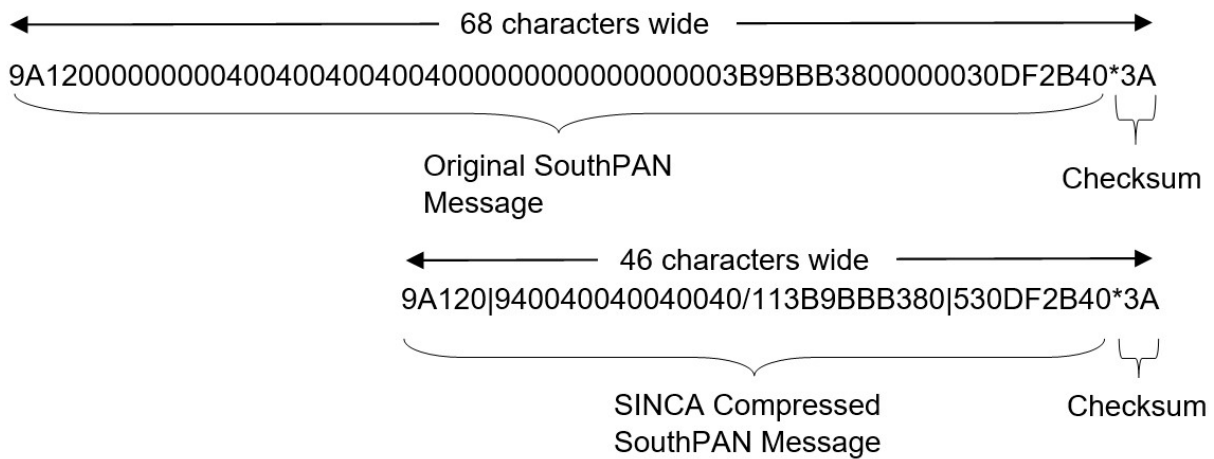 68 characters wide
9A120000000004004004004004000000000000000003B9BBB3800000030DF2B40*3A
Original SouthPAN
Message
Checksum
46 characters wide
9A120|940040040040040/113B9BBB380|530DF2B40*3A
SINCA Compressed
SouthPAN Message
Checksum